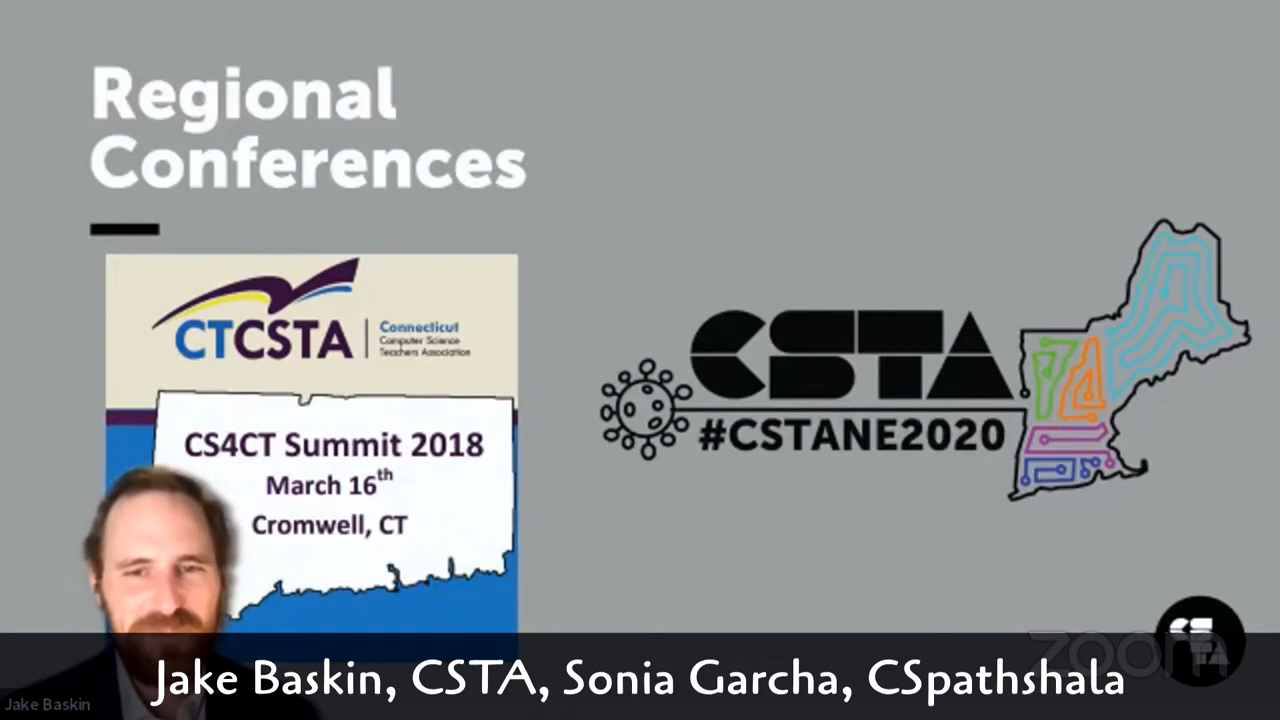 Regional
Conferences
CTCSTA
Connecticut
Computer Science
Teachers Association
CS4CT Summit 2018
March 16th
Cromwell, CT
CSTA
#CSTANE2020
zoom
CSTA
Jake Baskin, CSTA, Sonia Garcha, CSpathshala
Jake Baskin